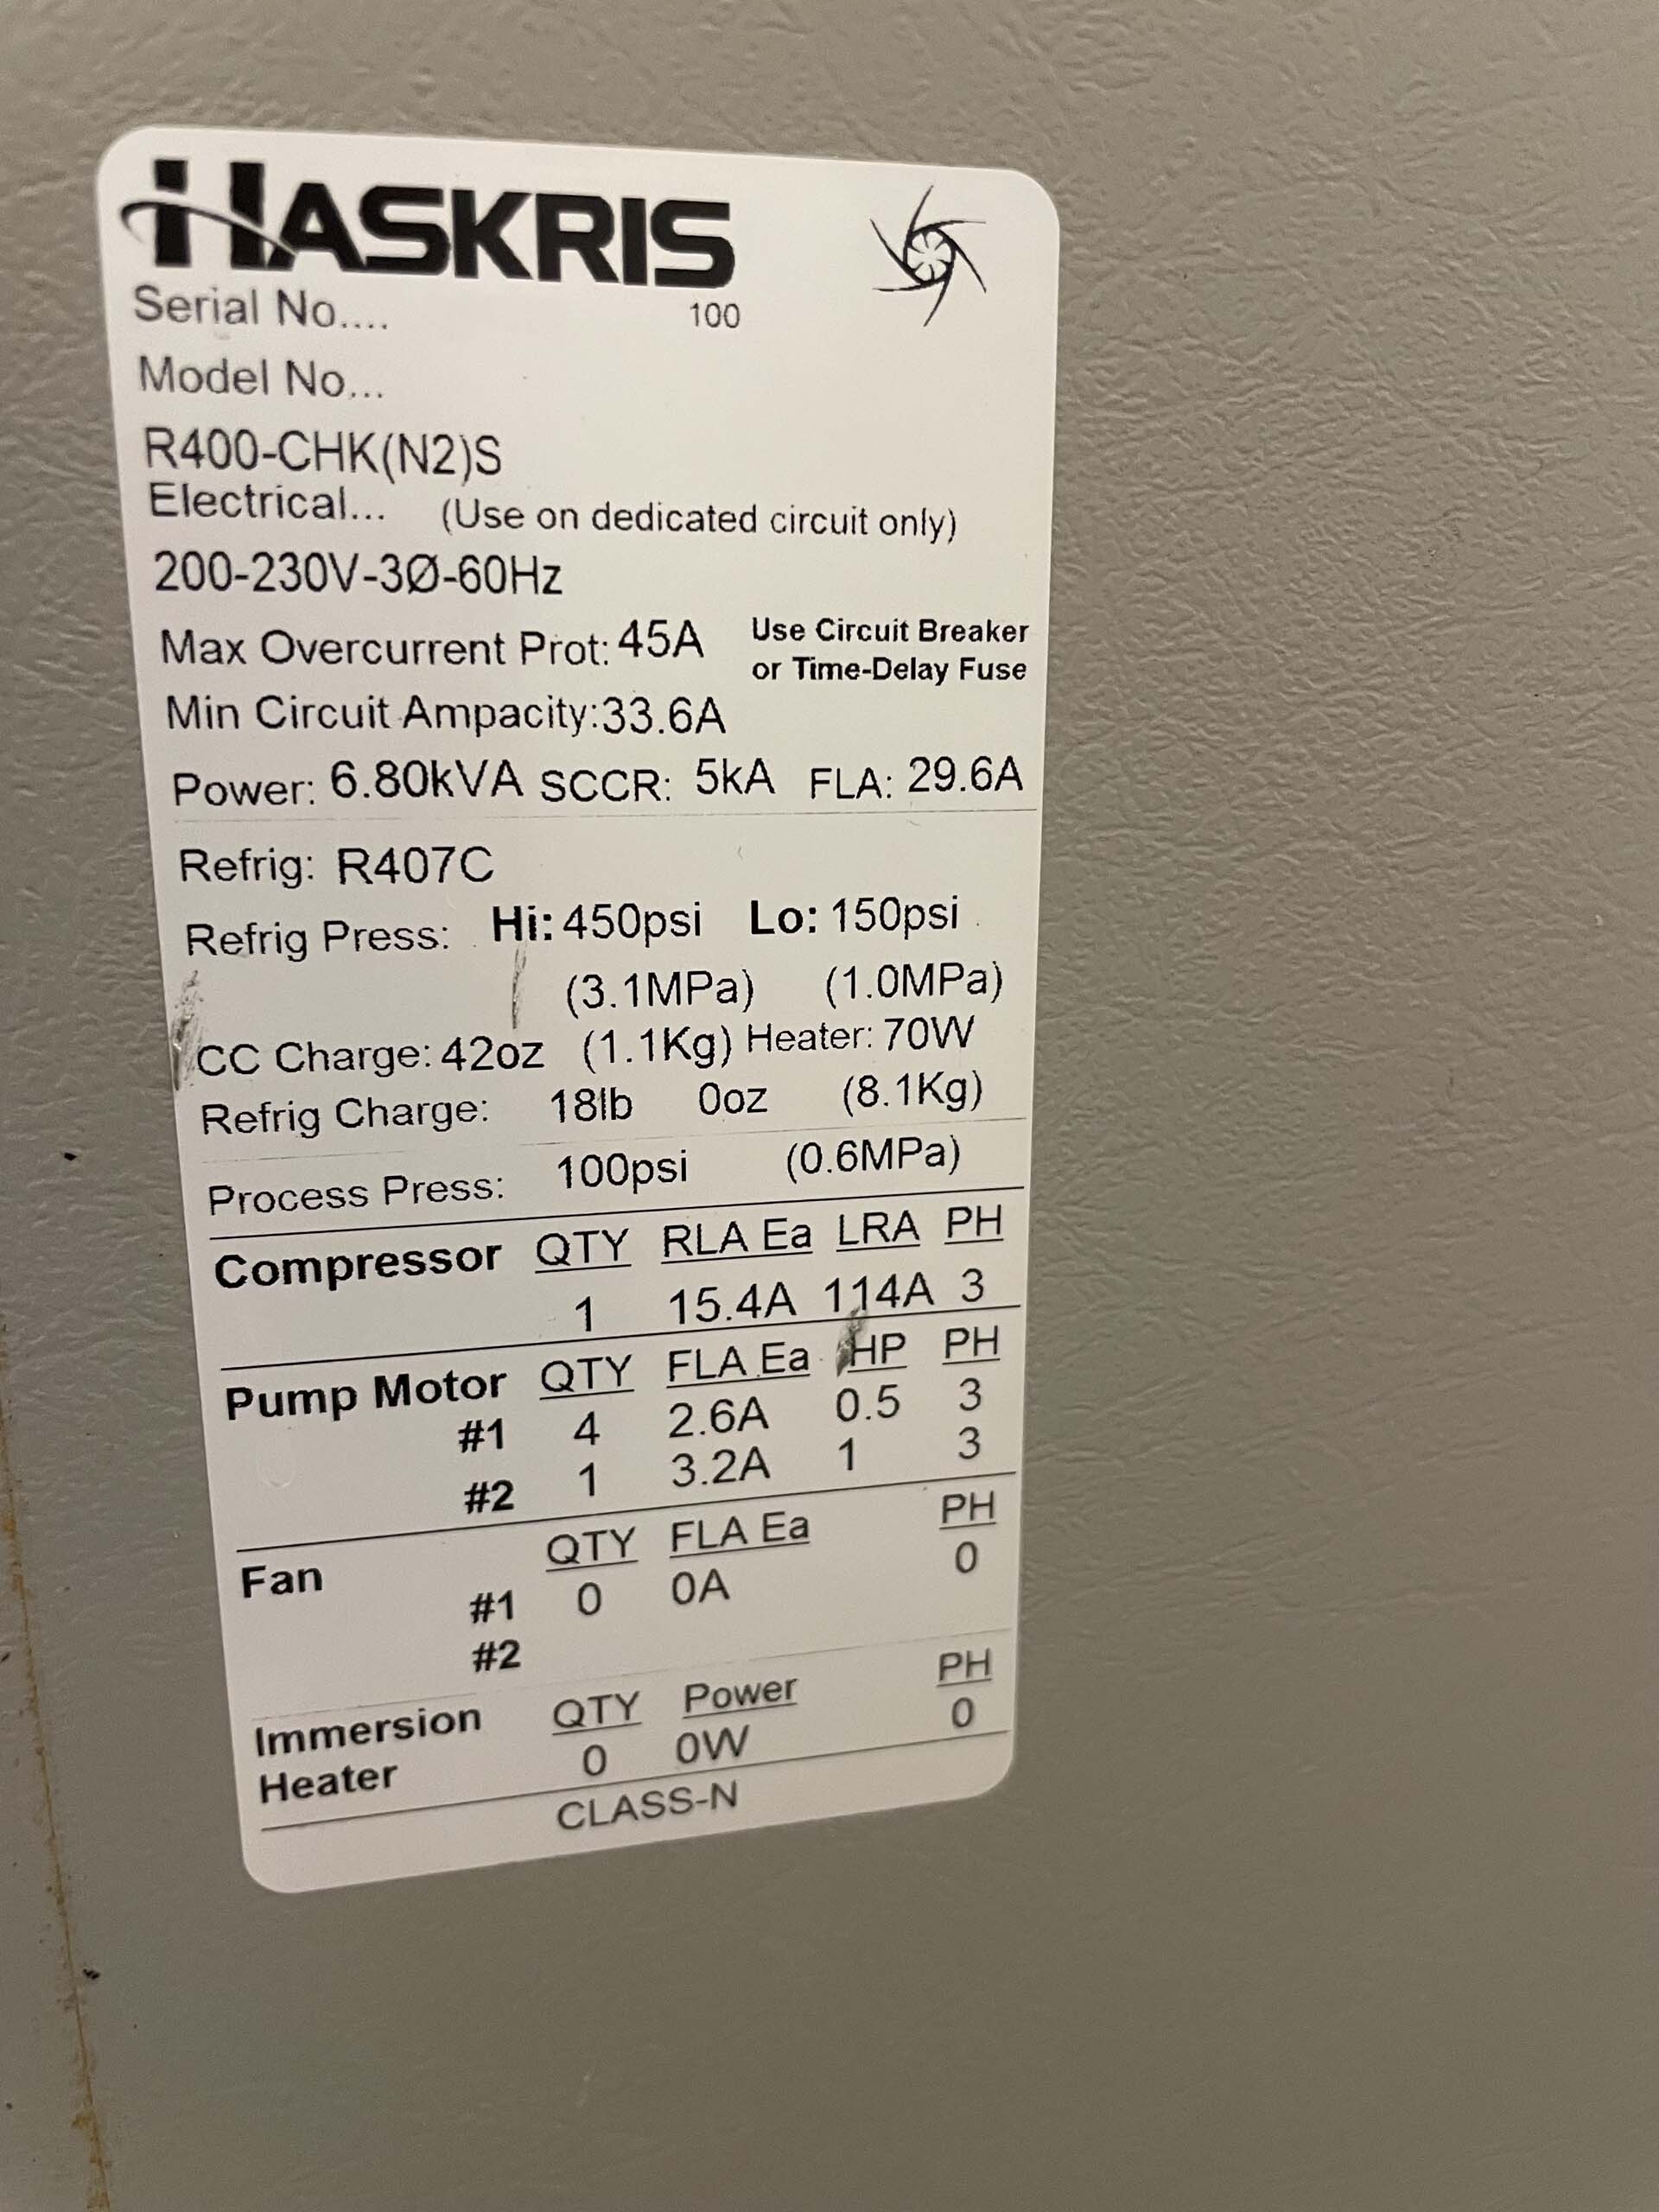 HASKRIS
Serial No.... 100
Model No...
R400-CHK(N2)S
Electrical... (Use on dedicated circuit only)
200-230V-3Ø-60Hz
Max Overcurrent Prot: 45A Use Circuit Breaker
or Time-Delay Fuse
Min Circuit Ampacity:33.6A
Power: 6.80kVA SCCR: 5kA FLA: 29.6A
Refrig: R407C
Refrig Press: Hi: 450psi Lo: 150psi
(3.1MPa) (1.0MPa)
CC Charge: 42oz (1.1Kg) Heater: 70W
Refrig Charge: 18lb 0oz (8.1Kg)
Process Press: 100psi (0.6MPa)
Compressor QTY RLA Ea LRA PH
1 15.4A 114A 3
Pump Motor QTY FLA Ea HP PH
#1 4 2.6A 0.5 3
#2 1 3.2A 1 3
Fan QTY FLA Ea PH
#1 0 0A 0
#2
Immersion QTY Power PH
Heater 0 0W 0
CLASS-N